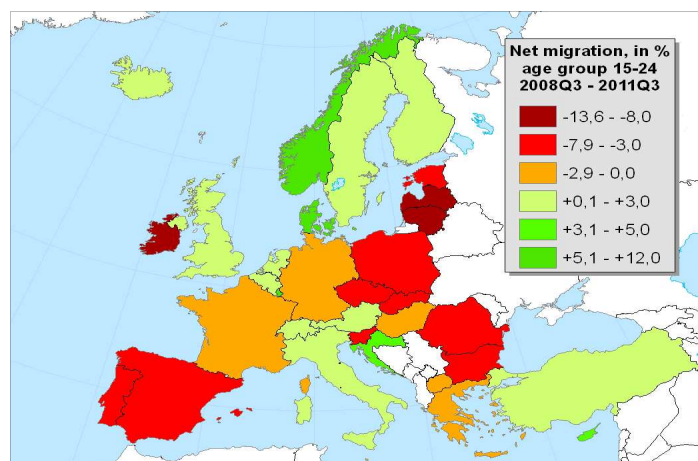 Net migration, in %
age group 15-24
2008Q3 - 2011Q3
-13,6 - -8,0
-7,9 - -3,0
-2,9 - 0,0
+0,1 - +3,0
+3,1 - +5,0
+5,1 - +12,0